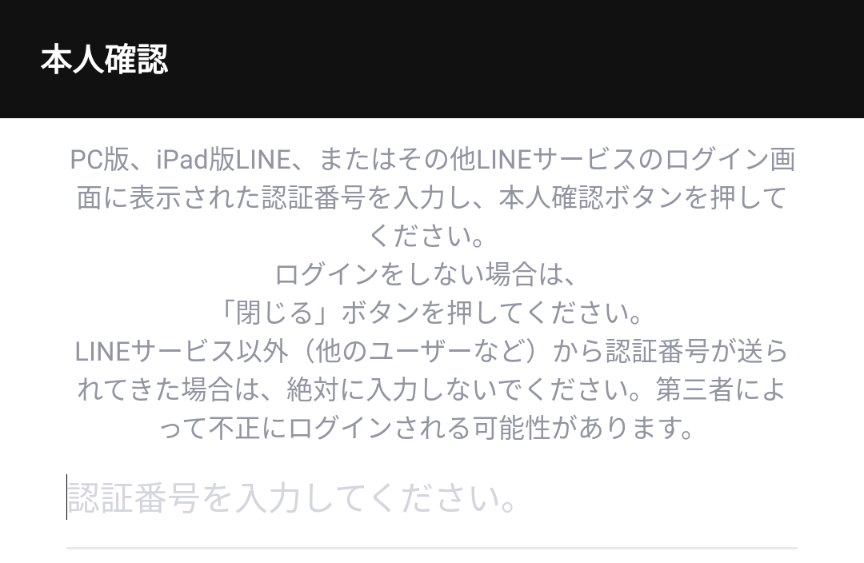 本人確認
PC版、iPad版LINE、またはその他LINEサービスのログイン画
面に表示された認証番号を入力し、本人確認ボタンを押して
ください。
ログインをしない場合は、
「閉じる」ボタンを押してください。
LINEサービス以外（他のユーザーなど）から認証番号が送ら
れてきた場合は、絶対に入力しないでください。第三者によ
って不正にログインされる可能性があります。
認証番号を入力してください。